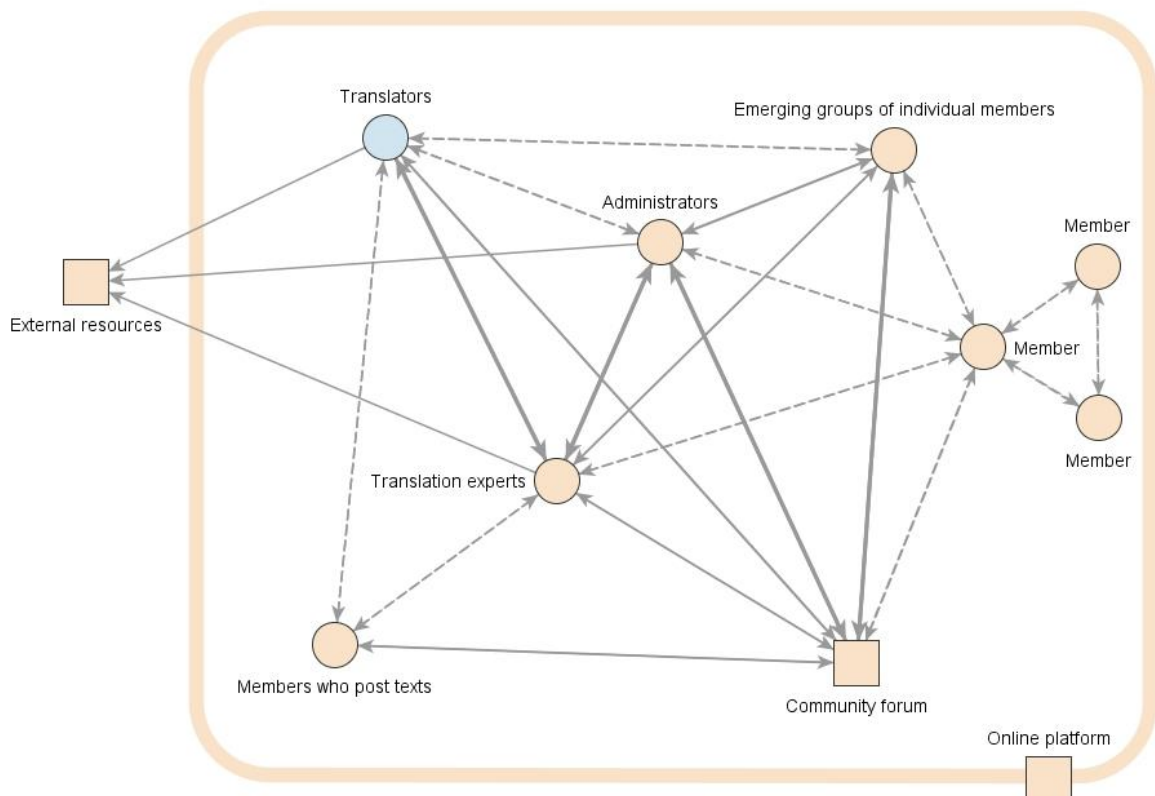 Translators
Emerging groups of individual members
Administrators
Member
External resources
Member
Member
Translation experts
Members who post texts
Community forum
Online platform